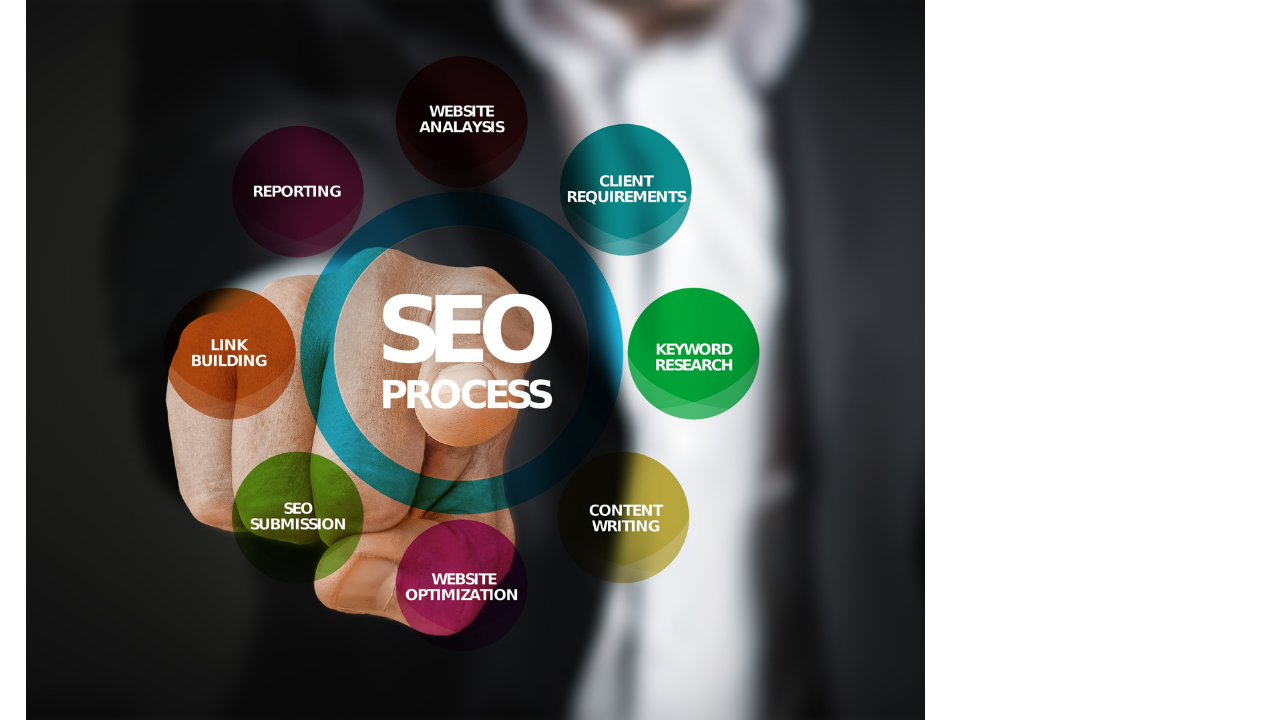 WEBSITE
ANALAYSIS
CLIENT
REQUIREMENTS
REPORTING
SEO
PROCESS
LINK
BUILDING
KEYWORD
RESEARCH
SEO
SUBMISSION
CONTENT
WRITING
WEBSITE
OPTIMIZATION